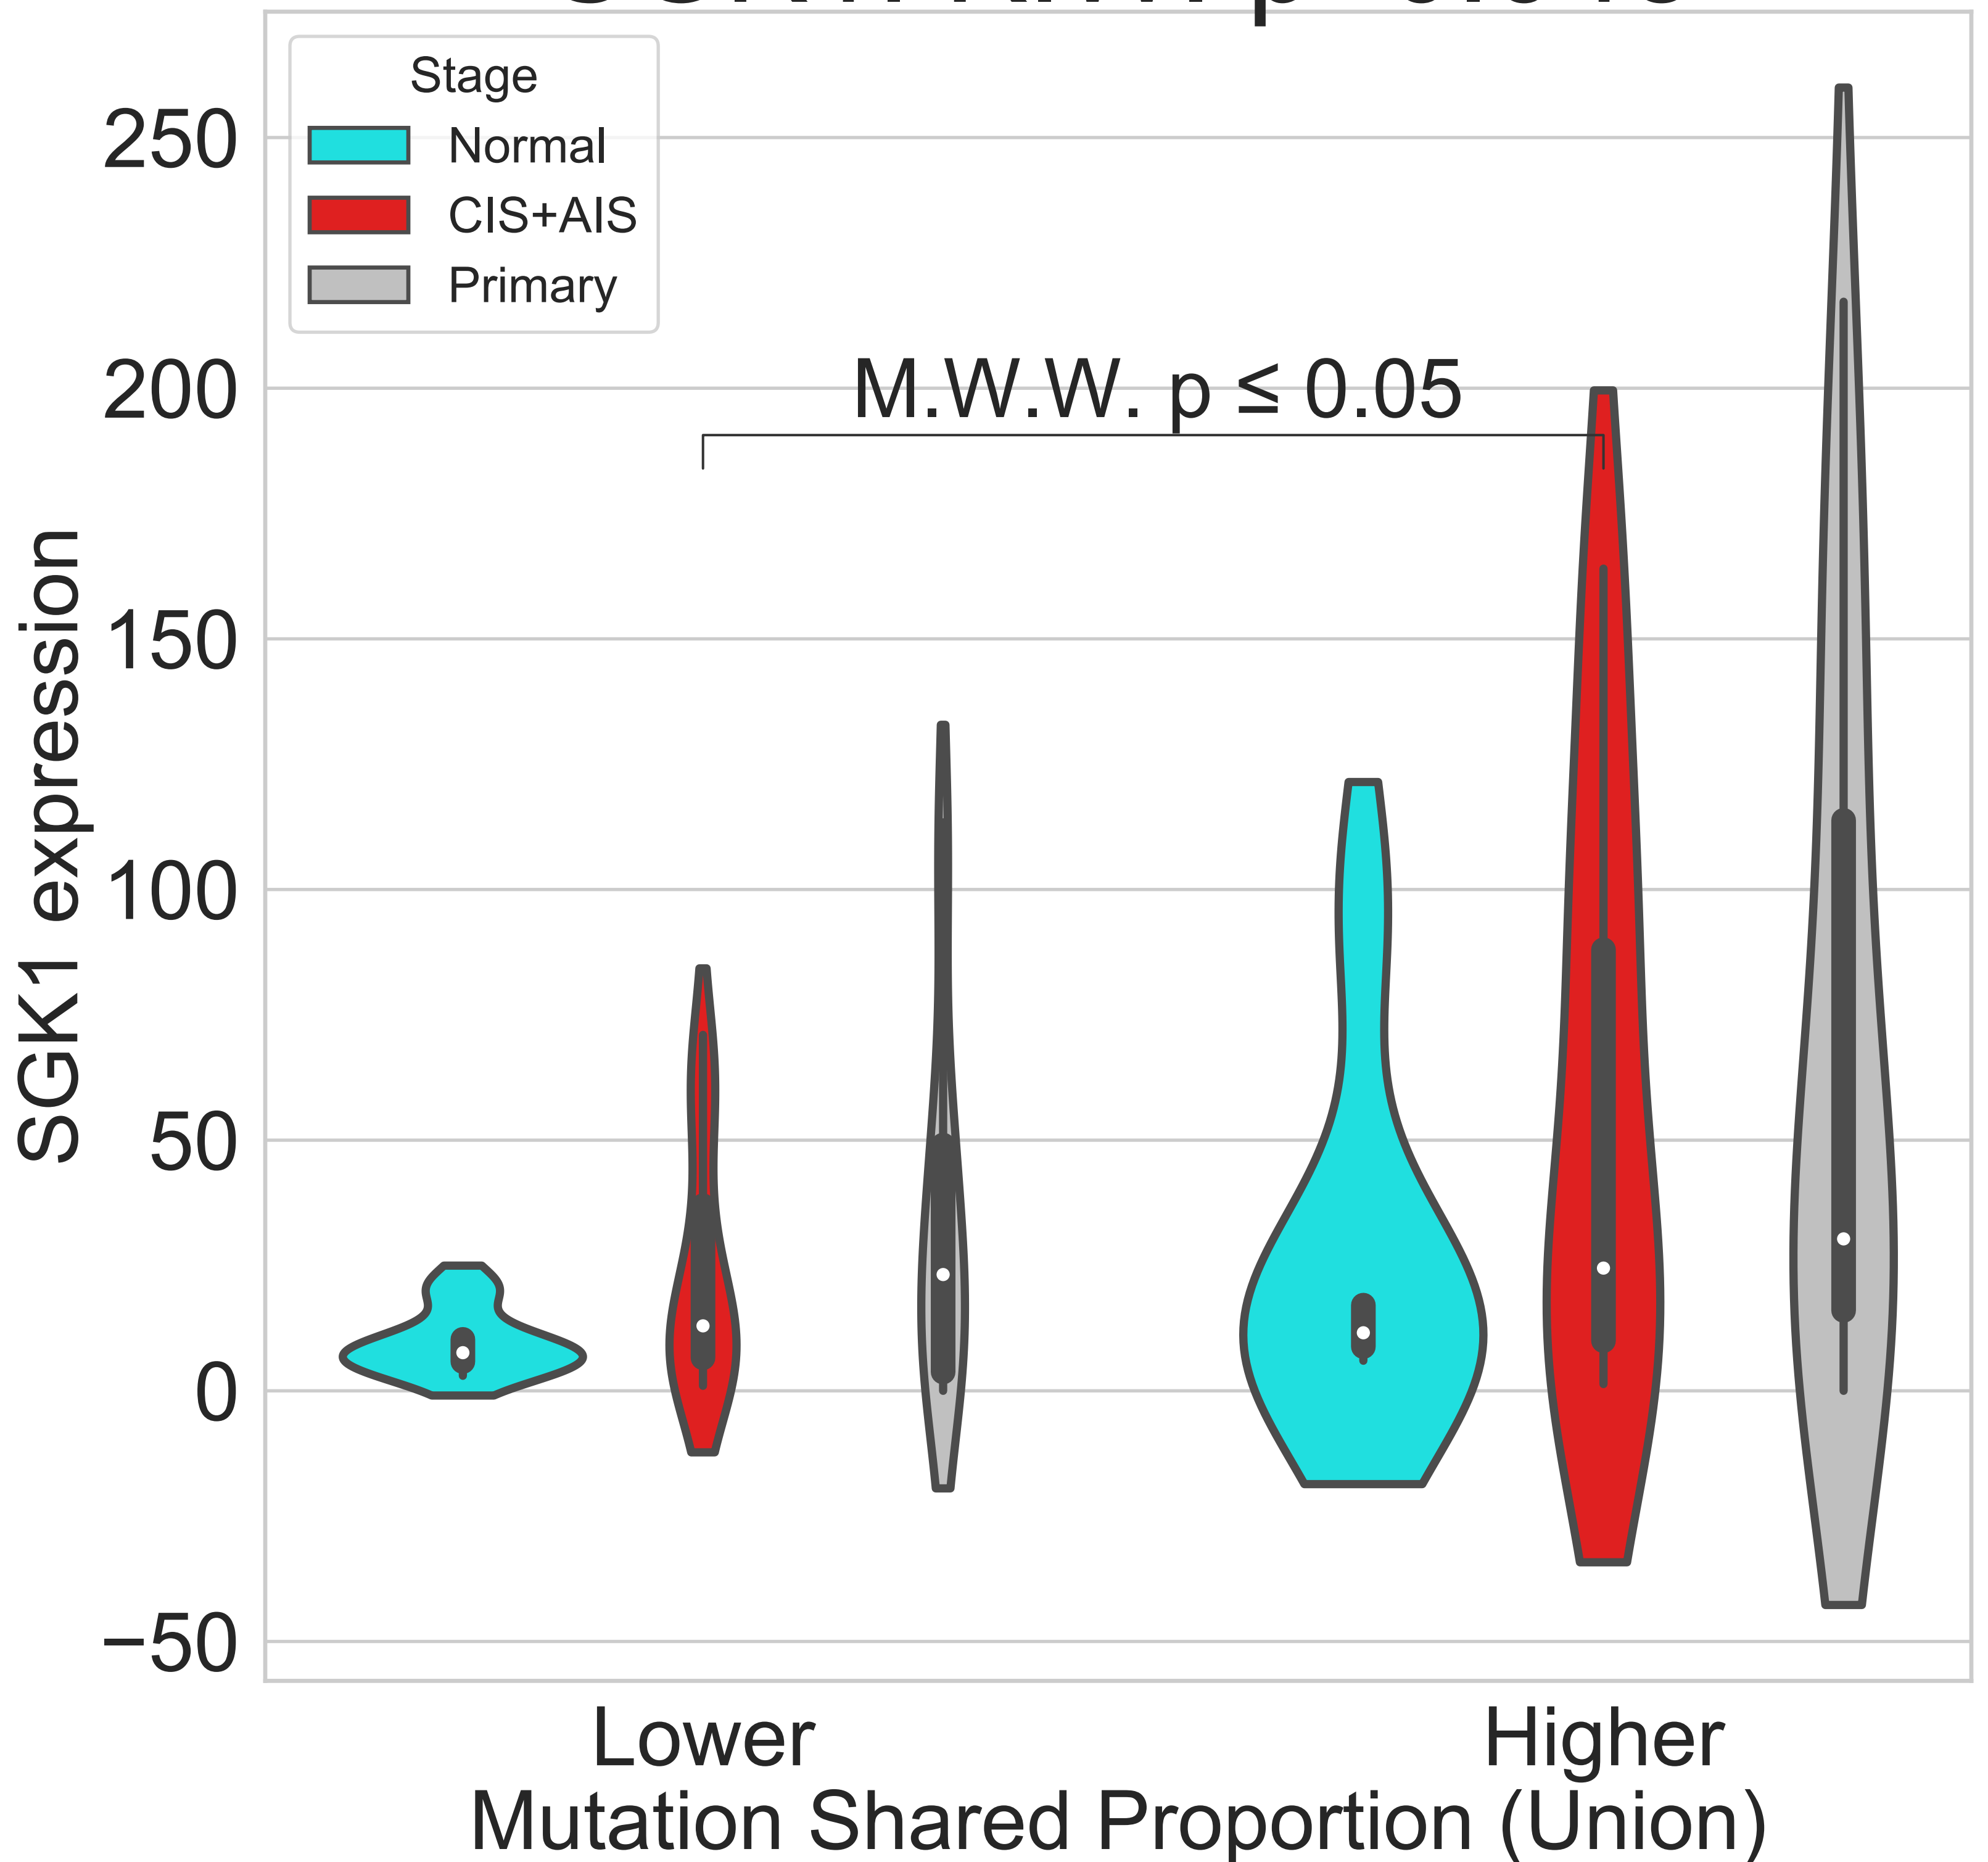 Stage
Normal
CIS+AIS
Primary
M.W.W. p ≤ 0.05
250
200
150
100
50
0
−50
SGK1 expression
Lower
Higher
Mutation Shared Proportion (Union)